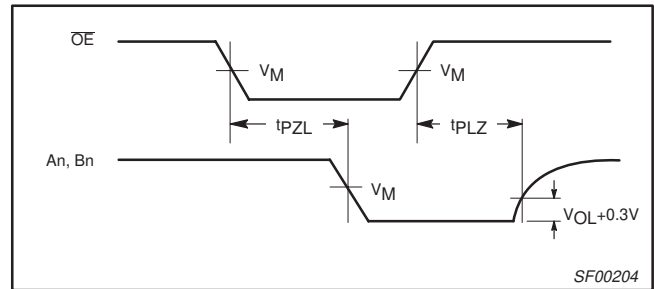 OE
VM
VM
tPZL
tPLZ
An, Bn
VM
VOL+0.3V
SF00204